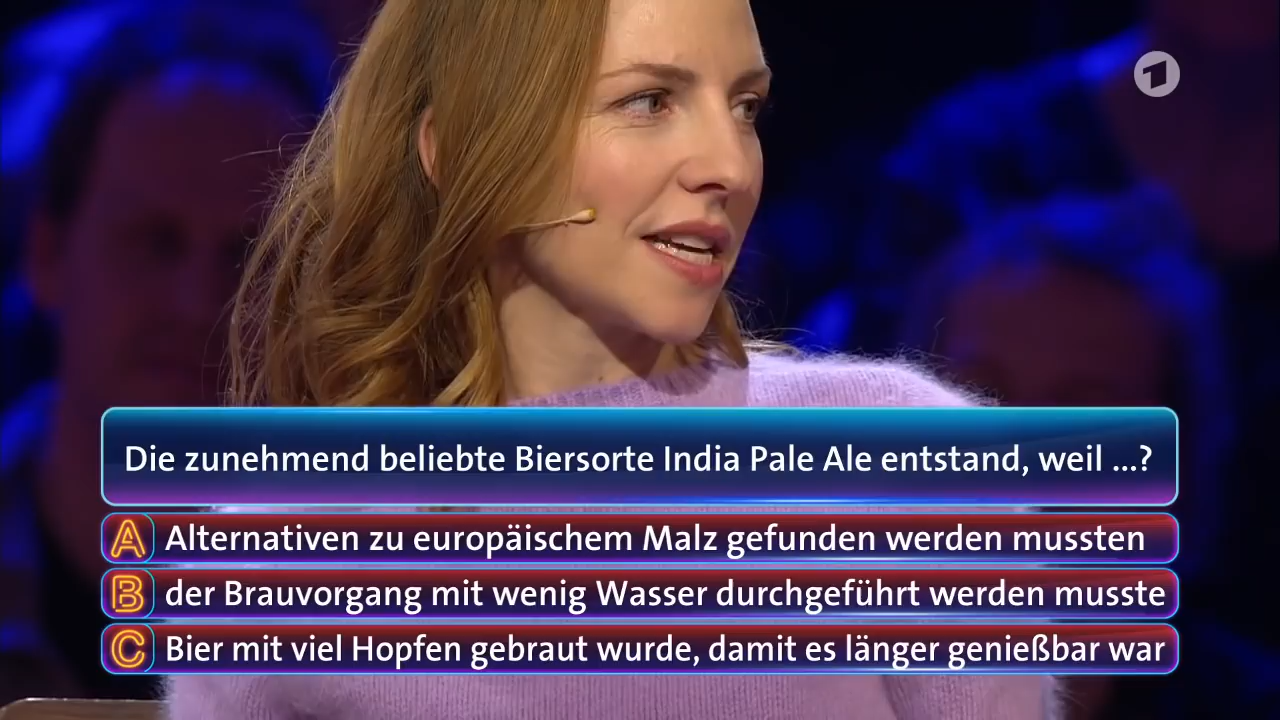 1
Die zunehmend beliebte Biersorte India Pale Ale entstand, weil ...?
A Alternativen zu europäischem Malz gefunden werden mussten
B der Brauvorgang mit wenig Wasser durchgeführt werden musste
C Bier mit viel Hopfen gebraut wurde, damit es länger genießbar war